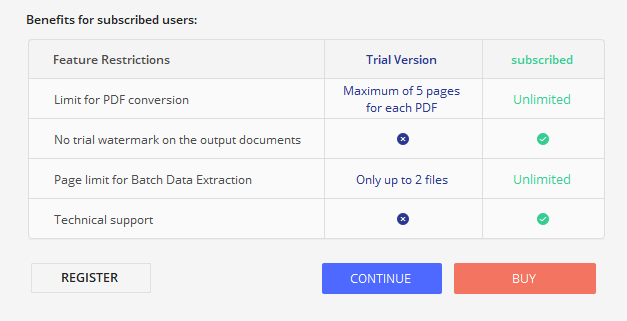 Benefits for subscribed users:
Feature Restrictions Trial Version subscribed
Limit for PDF conversion Maximum of 5 pages for each PDF Unlimited
No trial watermark on the output documents
Page limit for Batch Data Extraction Only up to 2 files Unlimited
Technical support
REGISTER CONTINUE BUY